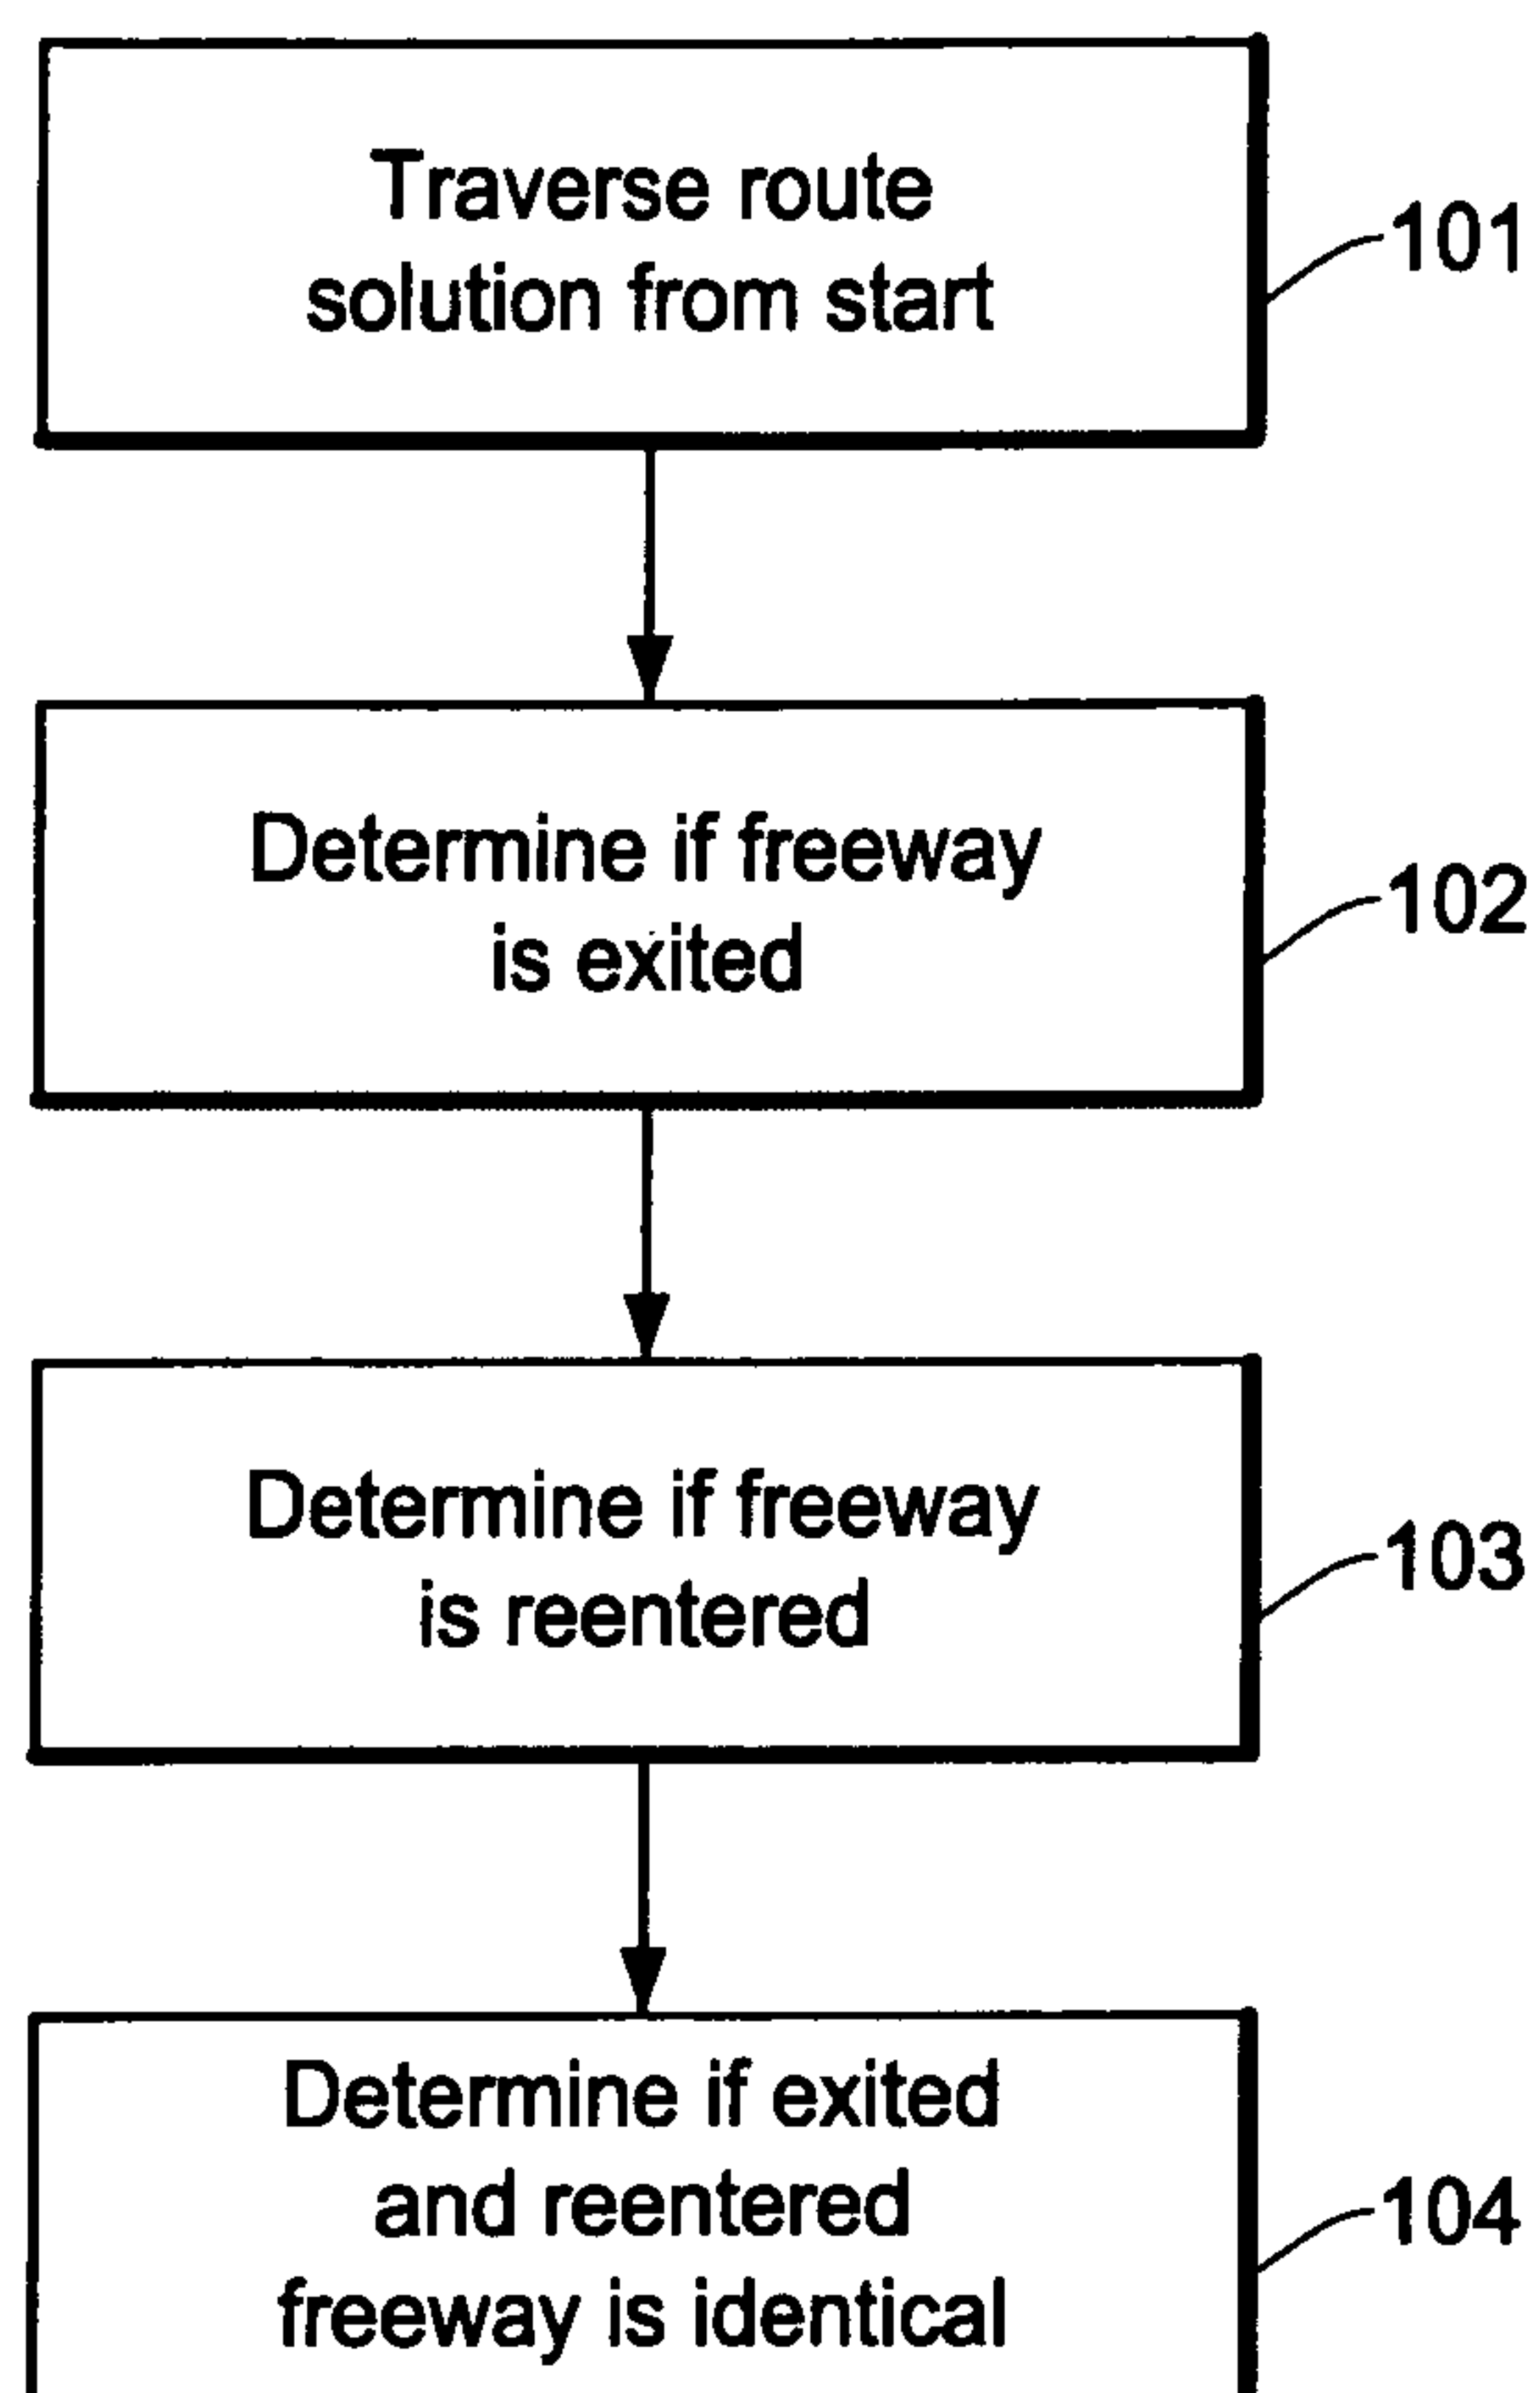 Traverse route
solution from start
101
Determine if freeway
is exited
102
Determine if freeway
is reentered
103
Determine if exited
and reentered
freeway is identical
104